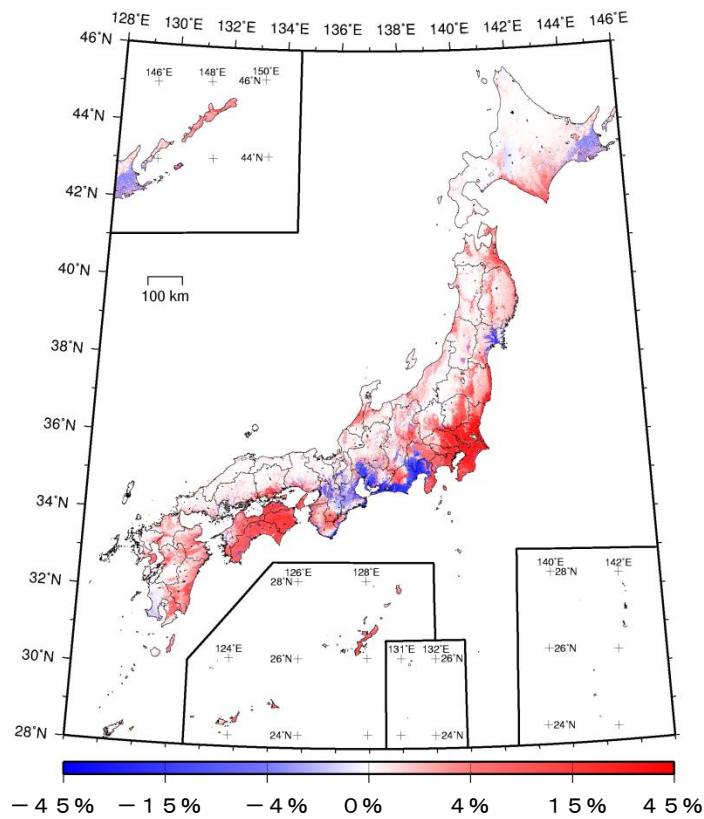 128˚E 130˚E 132˚E 134˚E 136˚E 138˚E 140˚E 142˚E 144˚E 146˚E
46˚N
146˚E 148˚E 150˚E
46˚N
44˚N
44˚N
42˚N
40˚N
100 km
38˚N
36˚N
34˚N
32˚N
126˚E 128˚E
28˚N
140˚E 142˚E
28˚N
30˚N
124˚E
26˚N
131˚E 132˚E
26˚N
26˚N
28˚N
24˚N
24˚N
24˚N
－４５% －１５% －４% ０% ４% １５% ４５%